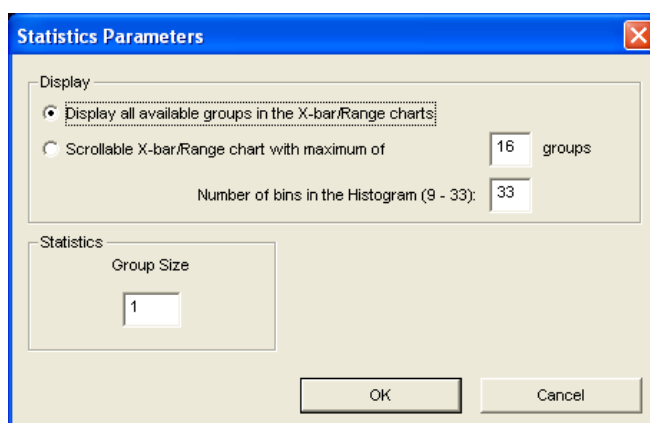 Statistics Parameters
Display
Display all available groups in the X-bar/Range charts
Scrollable X-bar/Range chart with maximum of 16 groups
Number of bins in the Histogram (9 - 33): 33
Statistics
Group Size
1
OK Cancel